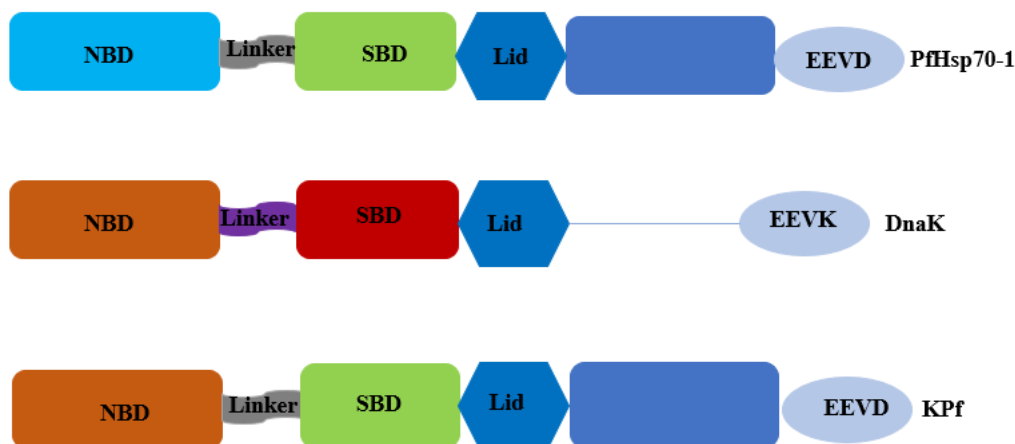 NBD Linker SBD Lid EEVD PfHsp70-1
NBD Linker SBD Lid EEVK DnaK
NBD Linker SBD Lid EEVD KPf